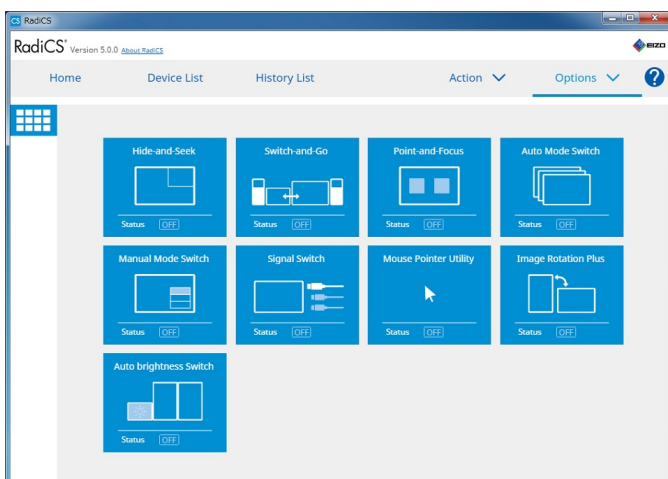 CS RadiCS
RadiCS® Version 5.0.0 About RadiCS
EIZO
Home Device List History List Action Options ?
Hide-and-Seek Switch-and-Go Point-and-Focus Auto Mode Switch
Status OFF Status OFF Status OFF Status OFF
Manual Mode Switch Signal Switch Mouse Pointer Utility Image Rotation Plus
Status OFF Status OFF Status OFF Status OFF
Auto brightness Switch
Status OFF